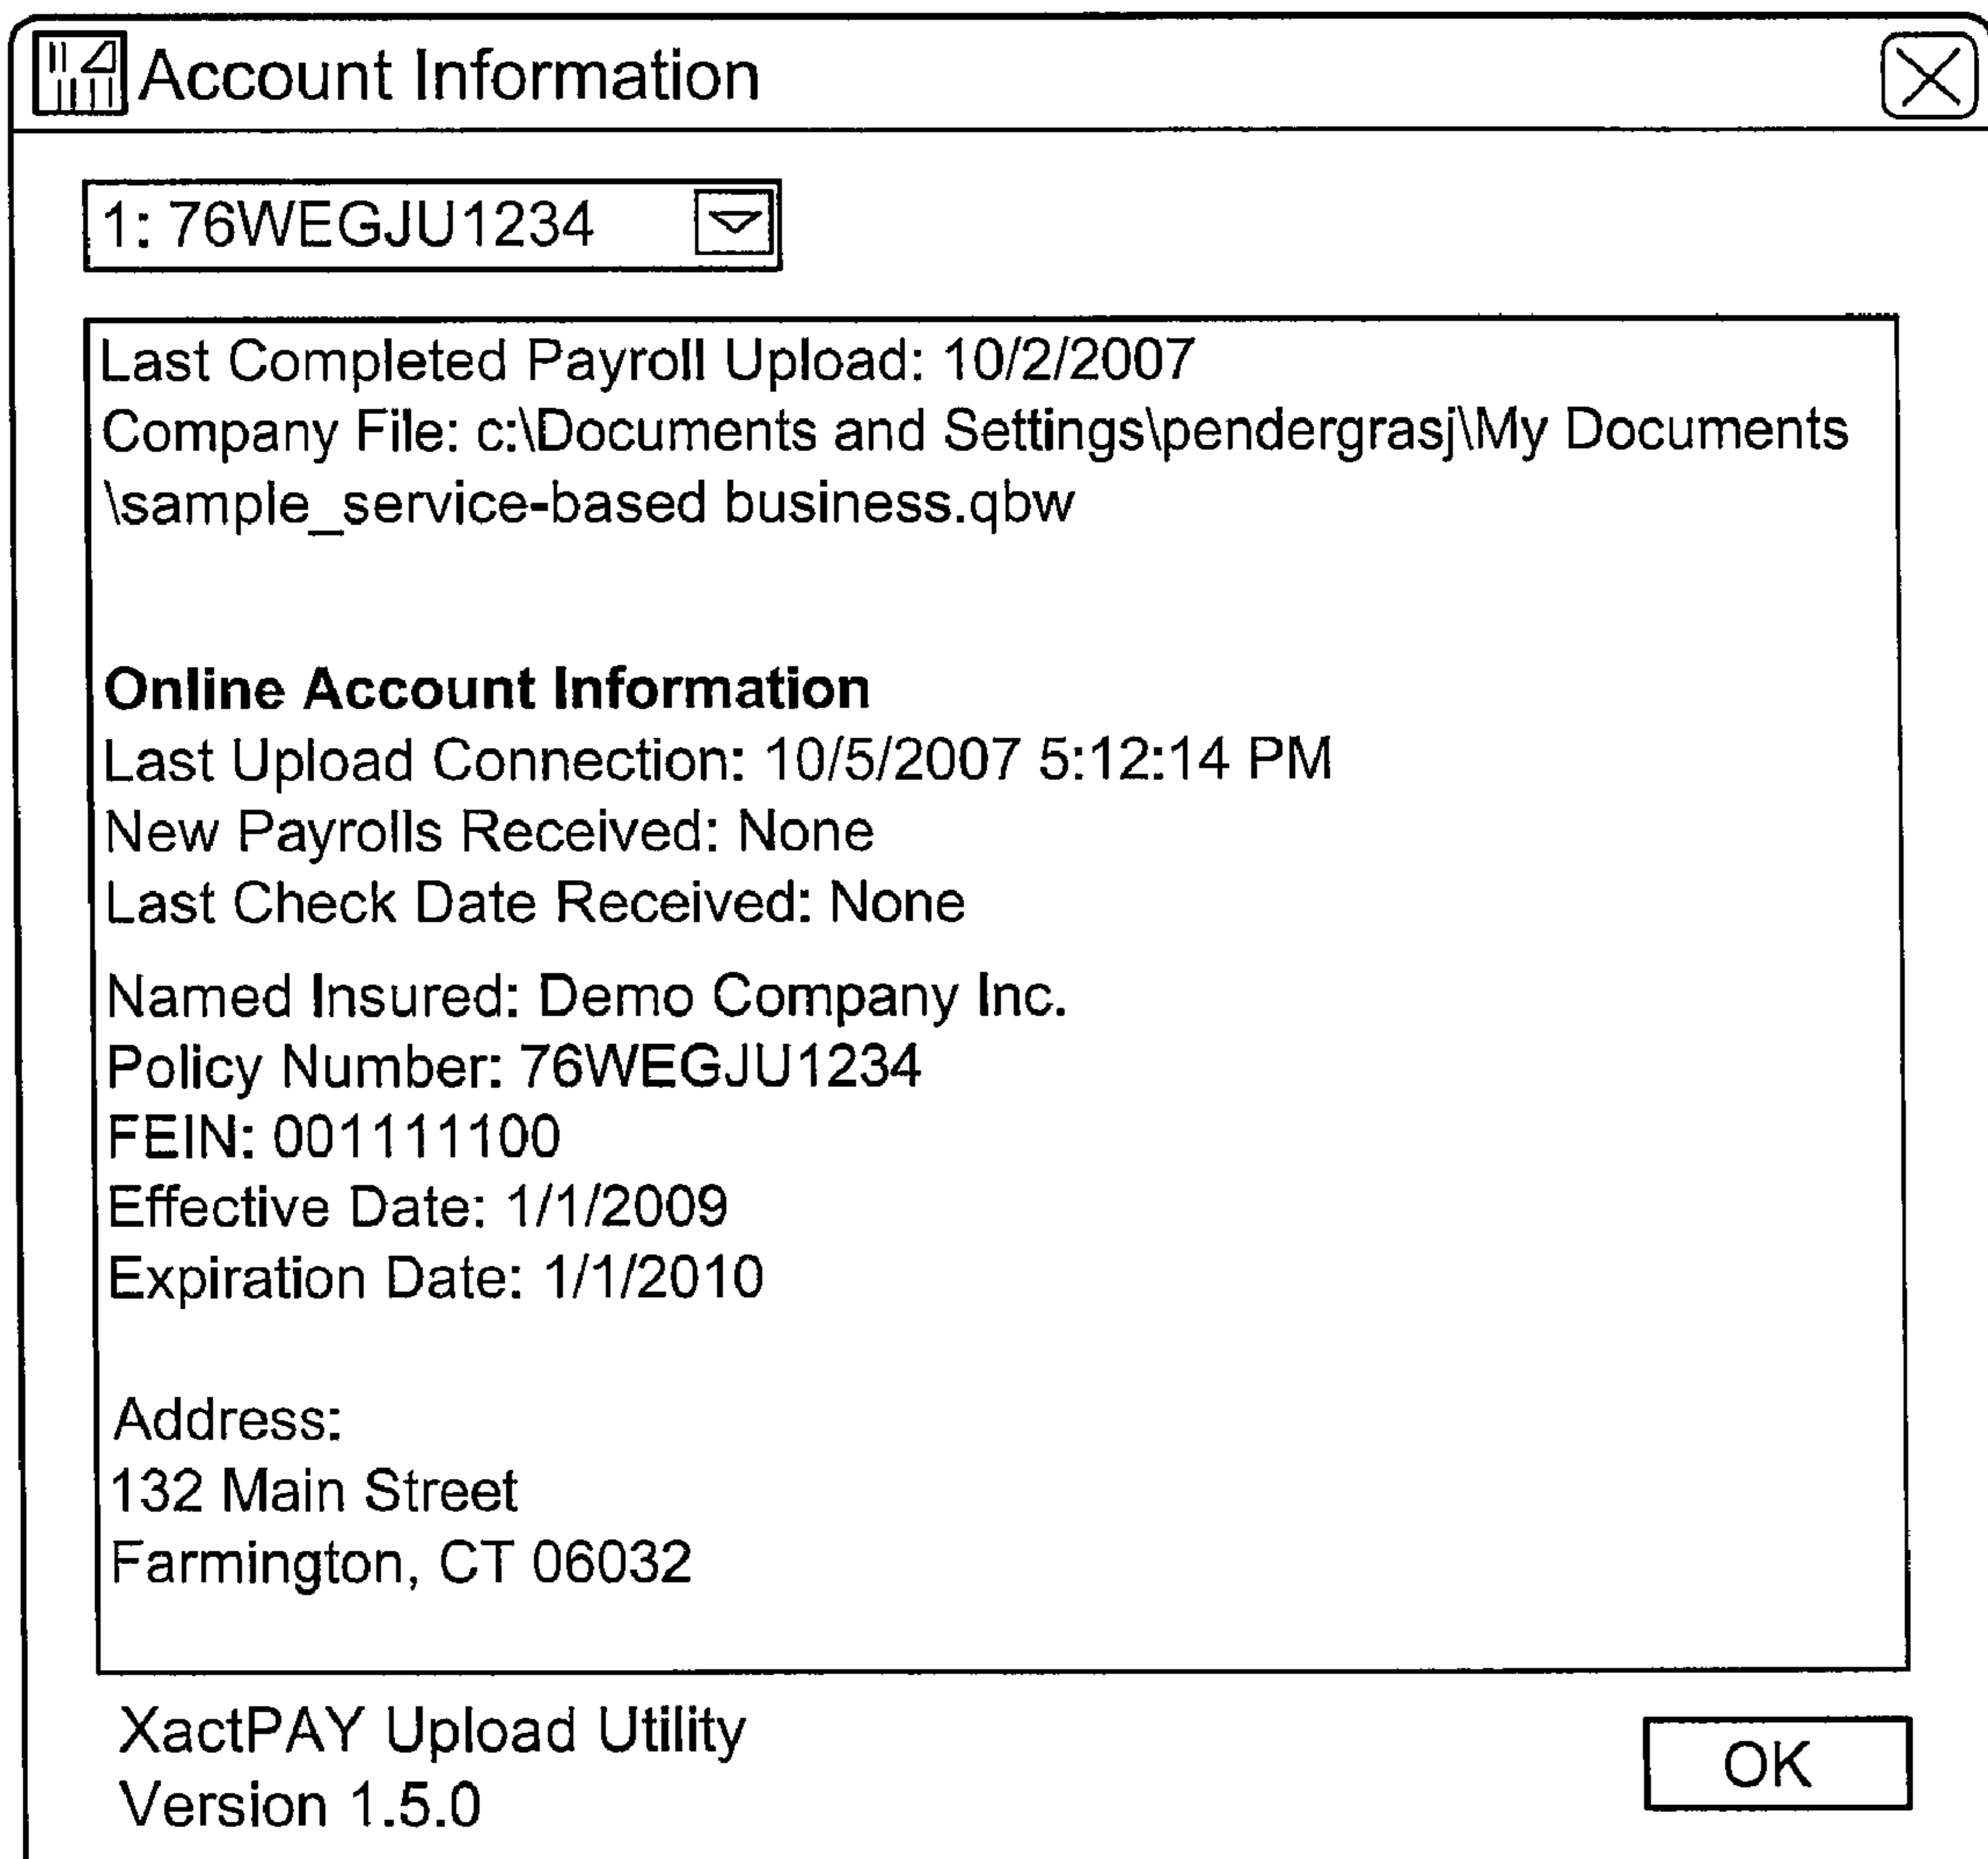 Account Information
1: 76WEGJU1234
Last Completed Payroll Upload: 10/2/2007
Company File: c:\Documents and Settings\pendergrasj\My Documents
\sample_service-based business.qbw
Online Account Information
Last Upload Connection: 10/5/2007 5:12:14 PM
New Payrolls Received: None
Last Check Date Received: None
Named Insured: Demo Company Inc.
Policy Number: 76WEGJU1234
FEIN: 001111100
Effective Date: 1/1/2009
Expiration Date: 1/1/2010
Address:
132 Main Street
Farmington, CT 06032
XactPAY Upload Utility
Version 1.5.0
OK